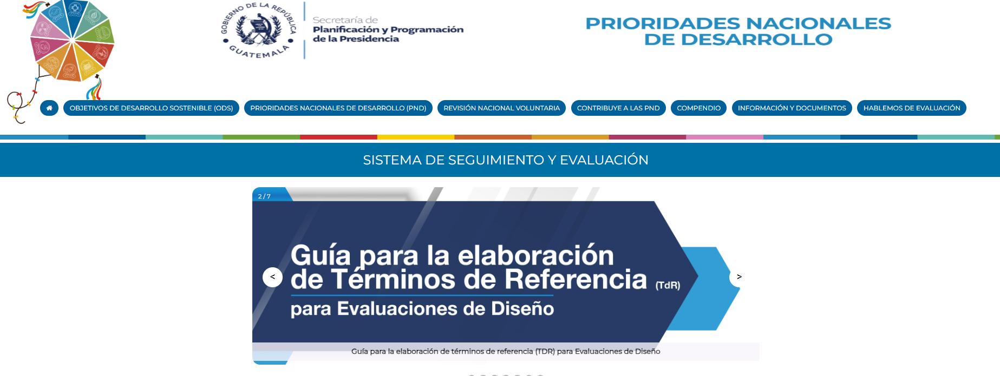 GOBIERNO DE LA REPÚBLICA
GUATEMALA
Secretaría de
Planificación y Programación
de la Presidencia
PRIORIDADES NACIONALES
DE DESARROLLO
OBJETIVOS DE DESARROLLO SOSTENIBLE (ODS)
PRIORIDADES NACIONALES DE DESARROLLO (PND)
REVISIÓN NACIONAL VOLUNTARIA
CONTRIBUYE A LAS PND
COMPENDIO
INFORMACIÓN Y DOCUMENTOS
HABLEMOS DE EVALUACIÓN
SISTEMA DE SEGUIMIENTO Y EVALUACIÓN
2 / 7
Guía para la elaboración
de Términos de Referencia (TdR)
< >
para Evaluaciones de Diseño
Guía para la elaboración de términos de referencia (TDR) para Evaluaciones de Diseño